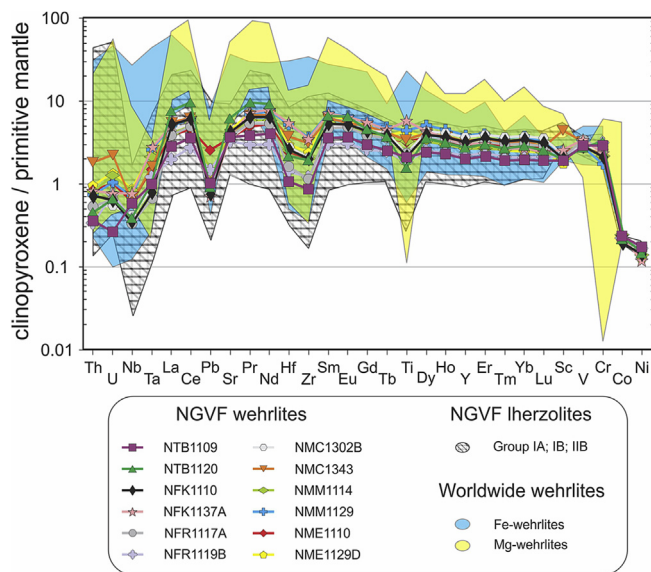 clinopyroxene / primitive mantle
100
10
1
0.1
0.01
Th Nb La Pb Pr Hf Sm Gd Ti Ho Er Yb Sc Cr Ni
U Ta Ce Sr Nd Zr Eu Tb Dy Y Tm Lu V Co
NGVF wehrlites
NTB1109
NTB1120
NFK1110
NFK1137A
NFR1117A
NFR1119B
NMC1302B
NMC1343
NMM1114
NMM1129
NME1110
NME1129D
NGVF lherzolites
Group IA; IB; IIB
Worldwide wehrlites
Fe-wehrlites
Mg-wehrlites